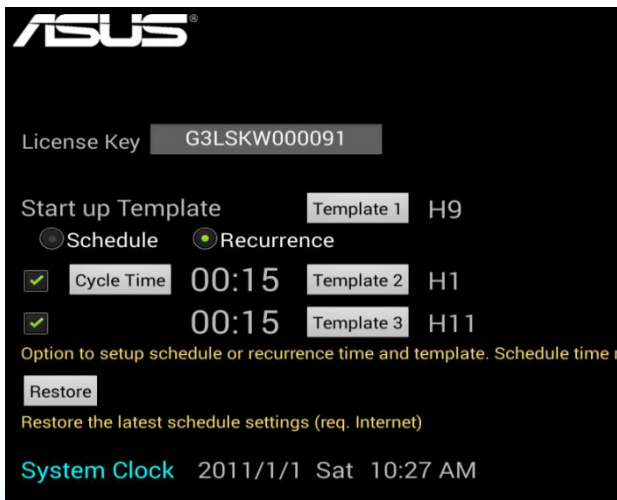 ASUS®
License Key G3LSKW000091
Start up Template Template 1 H9
Schedule Recurrence
Cycle Time 00:15 Template 2 H1
00:15 Template 3 H11
Option to setup schedule or recurrence time and template. Schedule time
Restore
Restore the latest schedule settings (req. Internet)
System Clock 2011/1/1 Sat 10:27 AM